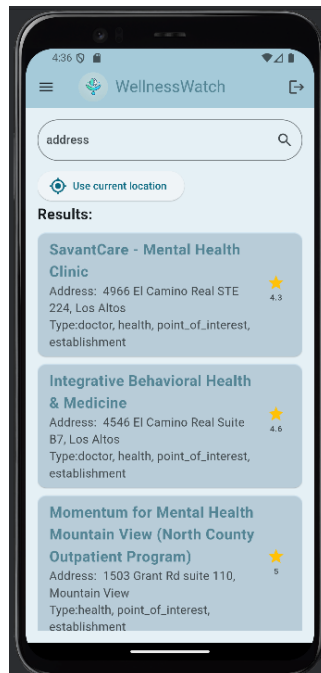 4:36
WellnessWatch
address
Use current location
Results:
SavantCare - Mental Health
Clinic
Address: 4966 El Camino Real STE
224, Los Altos
Type:doctor, health, point_of_interest,
establishment
4.3
Integrative Behavioral Health
& Medicine
Address: 4546 El Camino Real Suite
B7, Los Altos
Type:doctor, health, point_of_interest,
establishment
4.6
Momentum for Mental Health
Mountain View (North County
Outpatient Program)
Address: 1503 Grant Rd suite 110,
Mountain View
Type:health, point_of_interest,
establishment
5